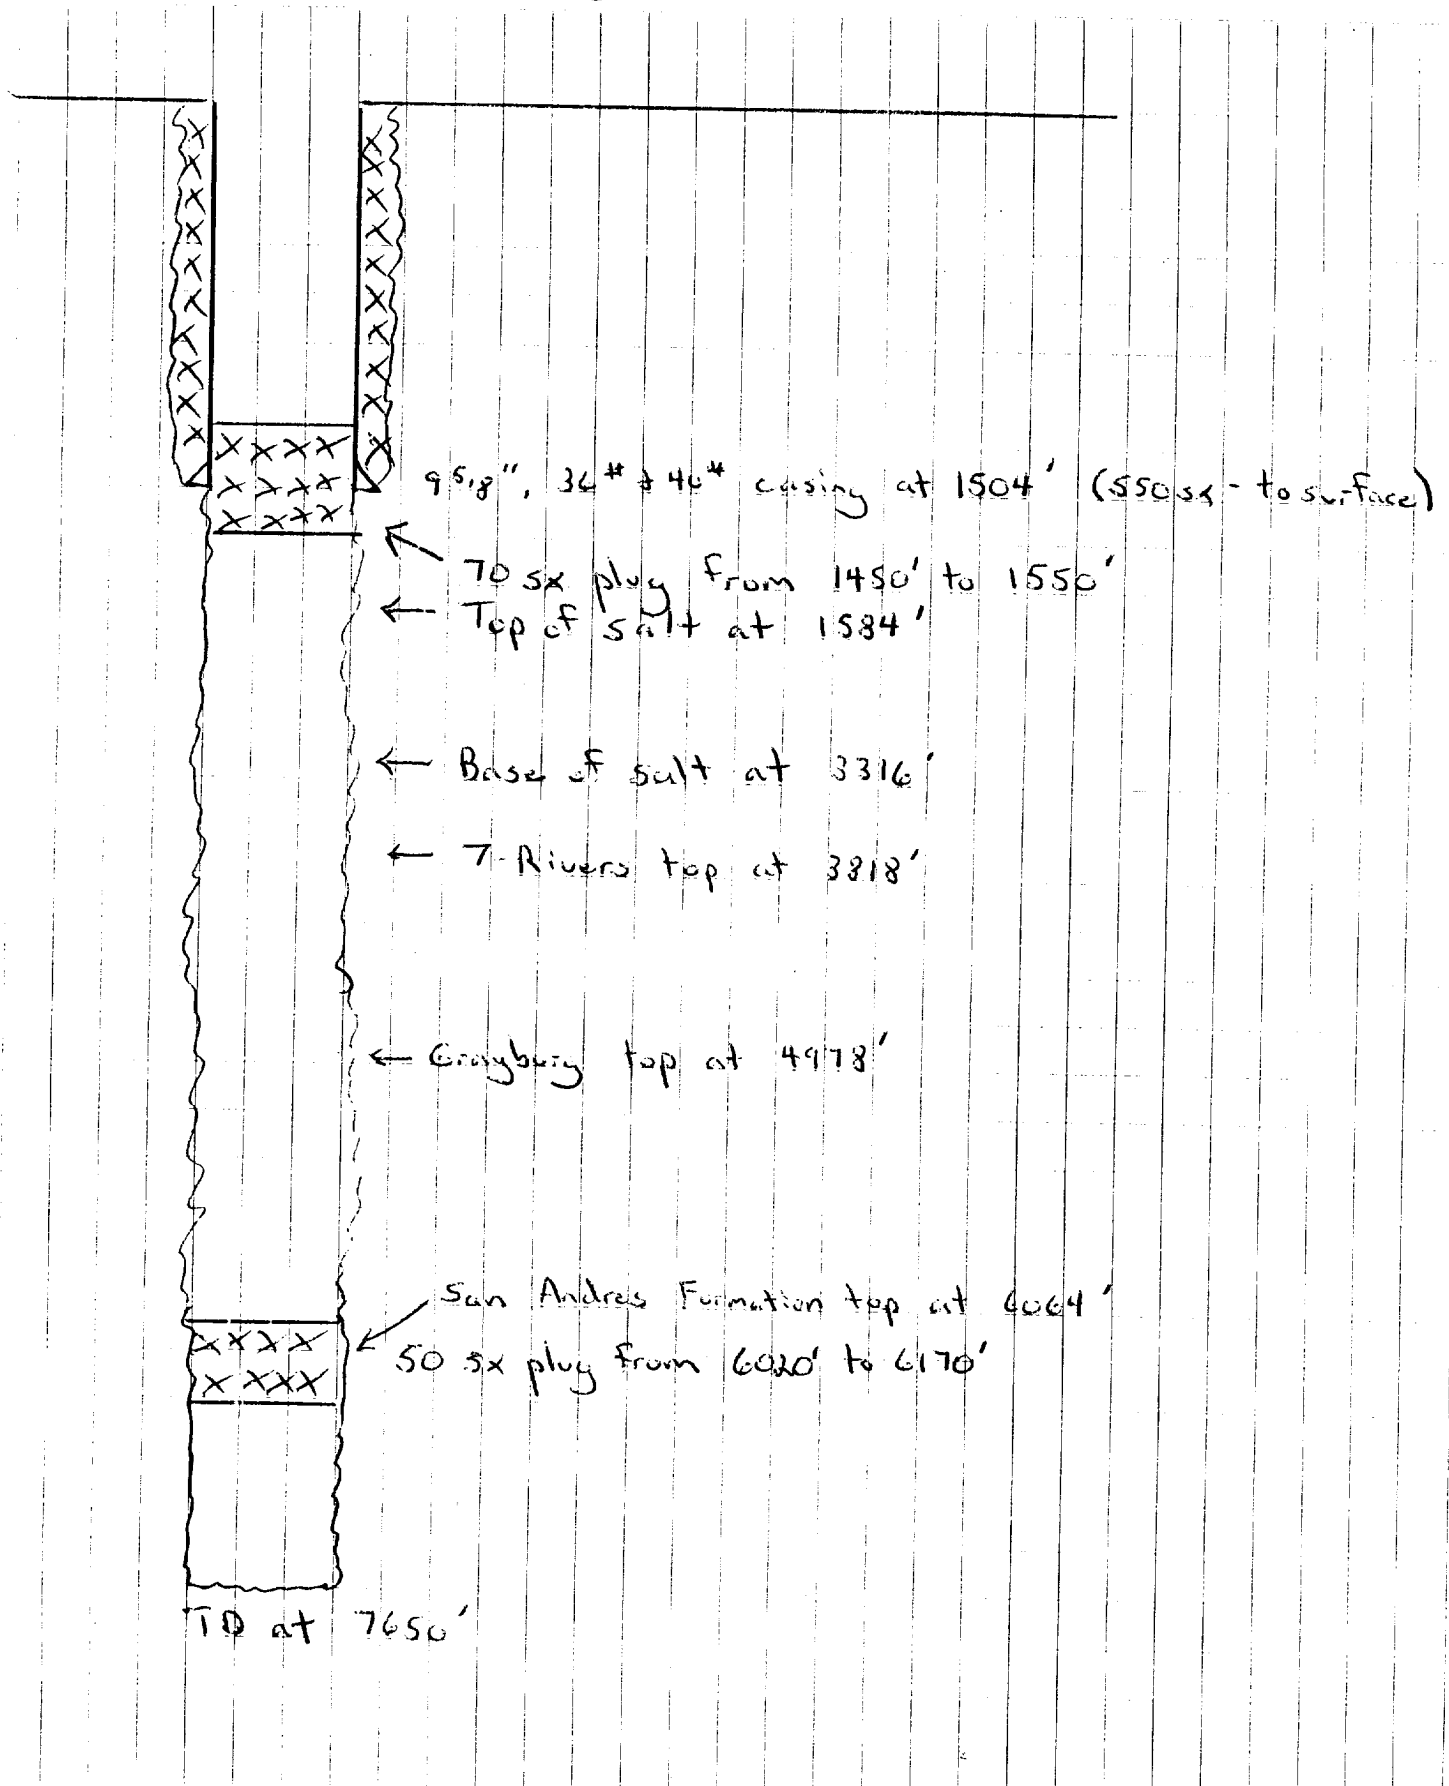 9 5/8", 36# & 40# casing at 1504' (550 sx - to surface)
70 sx plug from 1450' to 1550'
Top of salt at 1584'
Base of salt at 3316'
7-Rivers top at 3818'
Grayburg top at 4978'
San Andres Formation top at 6064'
50 sx plug from 6020' to 6170'
TD at 7650'